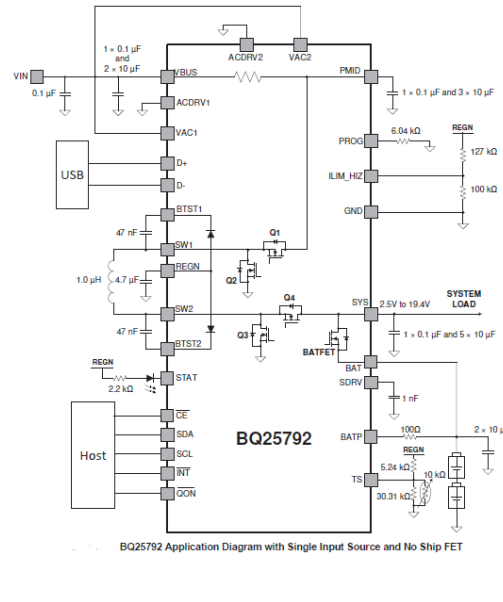 ACDRV2
VAC2
1 × 0.1 µF
and
2 × 10 µF
VIN
VBUS
PMID
0.1 µF
1 × 0.1 µF and 3 × 10 µF
ACDRV1
VAC1
PROG
6.04 kΩ
REGN
127 kΩ
USB
D+
D-
ILIM_HIZ
100 kΩ
BTST1
GND
47 nF
Q1
SW1
REGN
1.0 µH
4.7 µF
Q2
Q4
SYS
2.5V to 19.4V
SYSTEM
LOAD
SW2
47 nF
Q3
BATFET
1 × 0.1 µF and 5 × 10 µF
BTST2
REGN
BAT
STAT
SDRV
2.2 kΩ
1 nF
CE
Host
SDA
BQ25792
BATP
100Ω
2 × 10 µ
SCL
REGN
INT
5.24 kΩ
10 kΩ
TS
QON
30.31 kΩ
BQ25792 Application Diagram with Single Input Source and No Ship FET